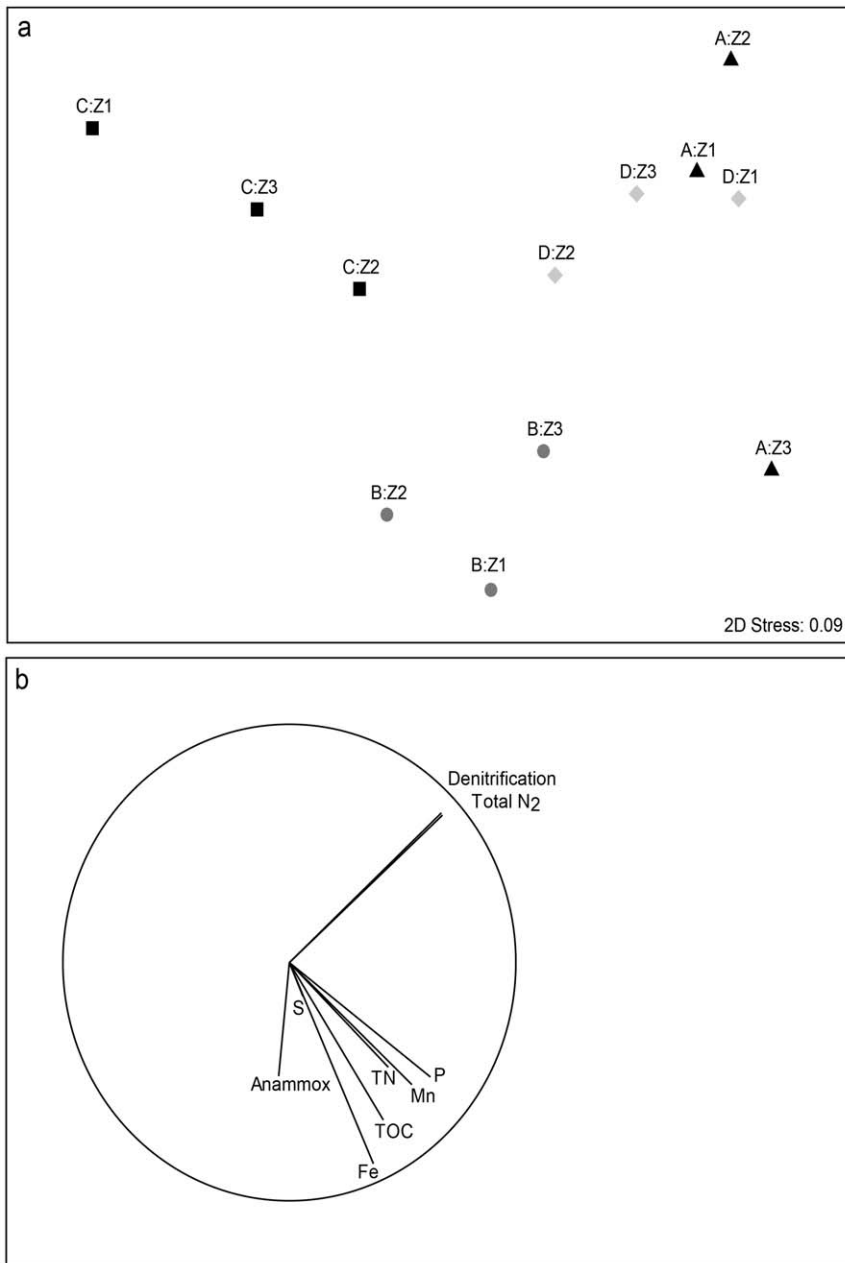 a
A:Z2
C:Z1
A:Z1
D:Z3
D:Z1
C:Z3
D:Z2
C:Z2
B:Z3
A:Z3
B:Z2
B:Z1
2D Stress: 0.09
b
Denitrification
Total N2
S
Anammox
TN
P
Mn
TOC
Fe